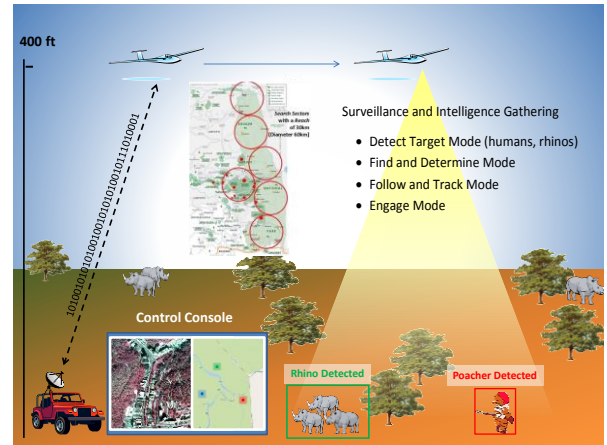 400 ft
Search Sectors
with a Reach
of 30km
(Diameter 60km)
Surveillance and Intelligence Gathering
• Detect Target Mode (humans, rhinos)
• Find and Determine Mode
• Follow and Track Mode
• Engage Mode
Control Console
Rhino Detected
Poacher Detected